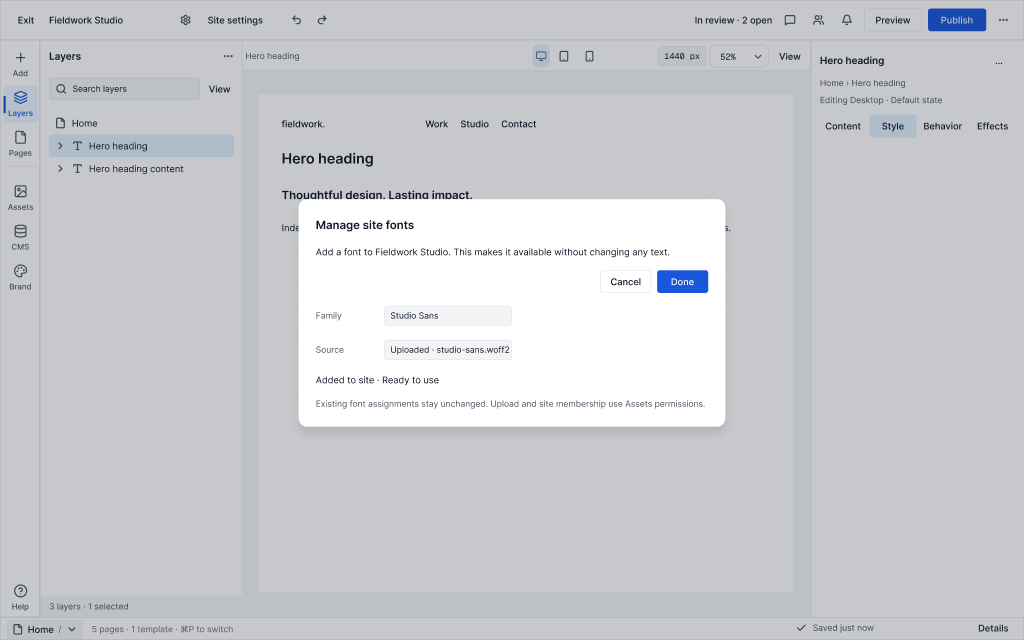 Exit Fieldwork Studio Site settings In review · 2 open Preview Publish
Add
Layers
Pages
Assets
CMS
Brand
Help
Layers
Search layers View
Home
Hero heading
Hero heading content
3 layers · 1 selected
Hero heading 1440 px 52% View
fieldwork. Work Studio Contact
Hero heading
Thoughtful design. Lasting impact.
Manage site fonts
Add a font to Fieldwork Studio. This makes it available without changing any text.
Cancel Done
Family Studio Sans
Source Uploaded · studio-sans.woff2
Added to site · Ready to use
Existing font assignments stay unchanged. Upload and site membership use Assets permissions.
Hero heading
Home › Hero heading
Editing Desktop · Default state
Content Style Behavior Effects
Home / 5 pages · 1 template · ⌘P to switch Saved just now Details